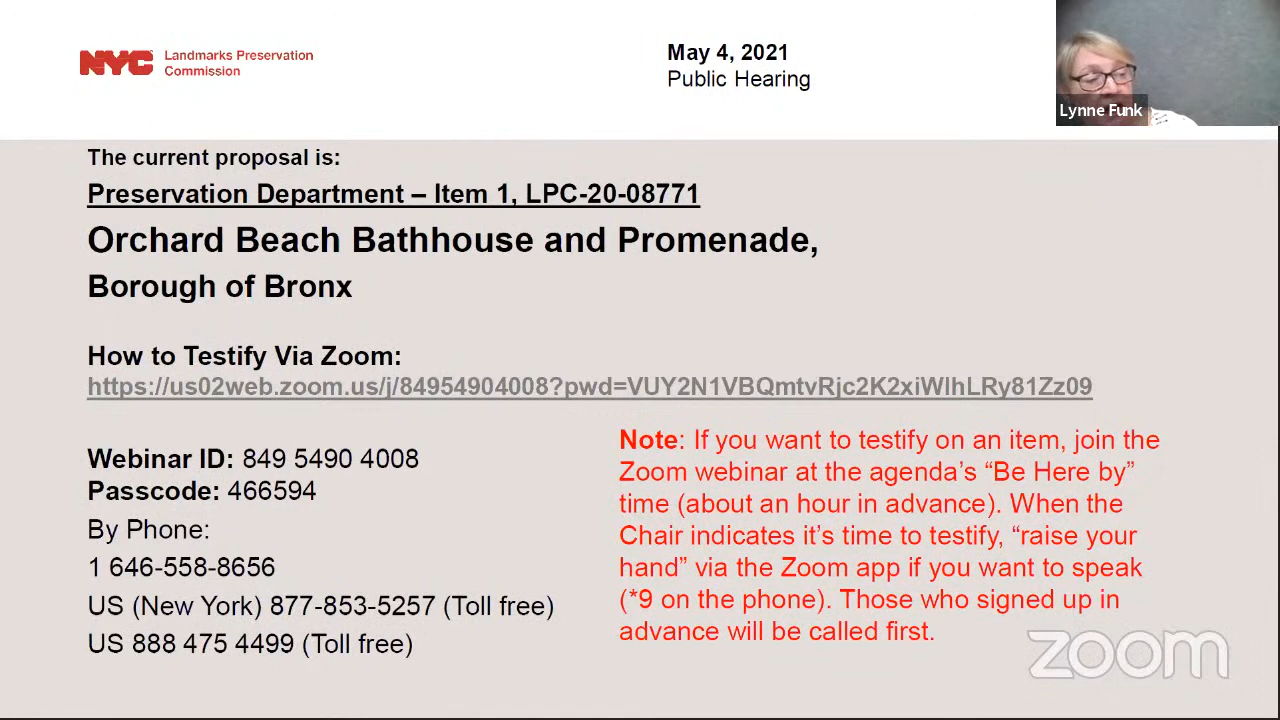 NYC Landmarks Preservation
Commission
May 4, 2021
Public Hearing
Lynne Funk
The current proposal is:
Preservation Department – Item 1, LPC-20-08771
Orchard Beach Bathhouse and Promenade,
Borough of Bronx
How to Testify Via Zoom:
https://us02web.zoom.us/j/84954904008?pwd=VUY2N1VBQmtvRjc2K2xiWlhLRy81Zz09
Webinar ID: 849 5490 4008
Passcode: 466594
By Phone:
1 646-558-8656
US (New York) 877-853-5257 (Toll free)
US 888 475 4499 (Toll free)
Note: If you want to testify on an item, join the
Zoom webinar at the agenda’s “Be Here by”
time (about an hour in advance). When the
Chair indicates it’s time to testify, “raise your
hand” via the Zoom app if you want to speak
(*9 on the phone). Those who signed up in
advance will be called first.
zoom